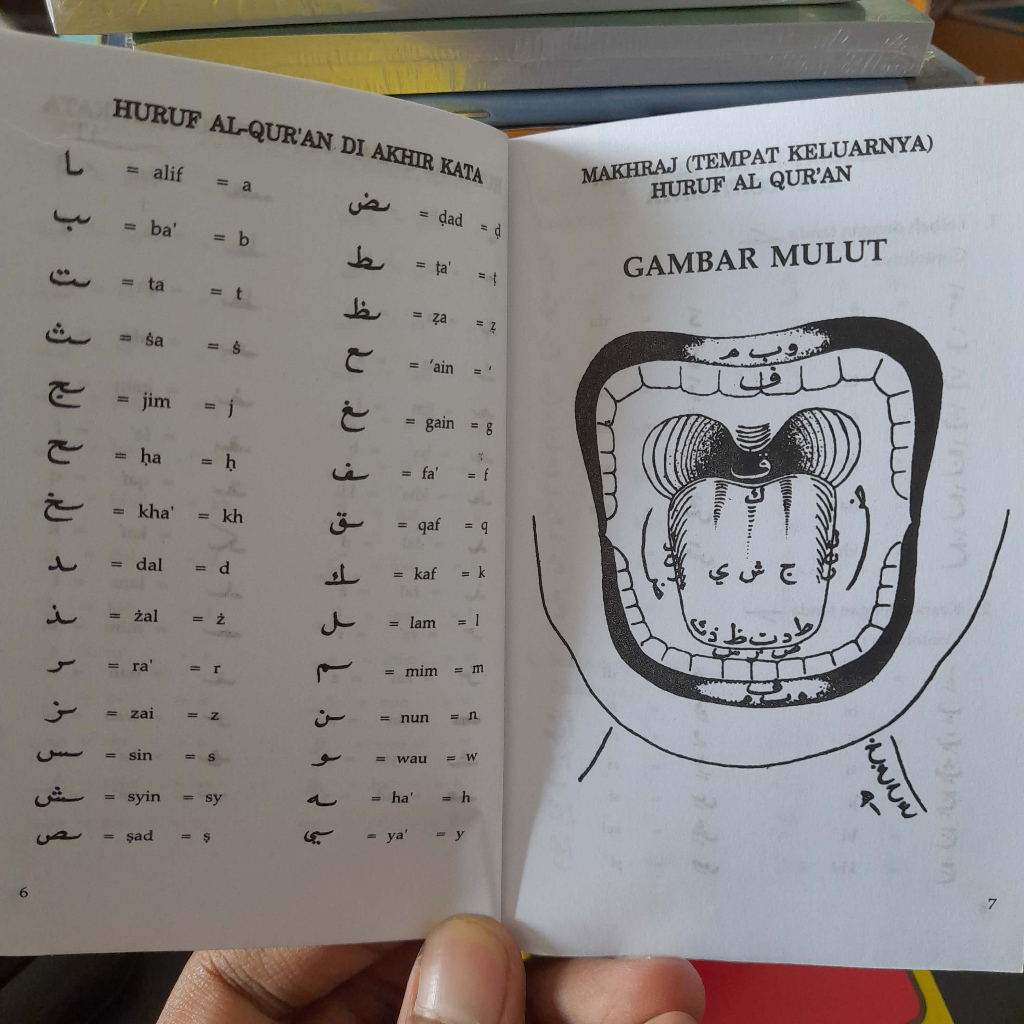 HURUF AL-QUR'AN DI AKHIR KATA
ـا = alif = a
ـب = ba' = b
ـت = ta = t
ـث = ṡa = ṡ
ـج = jim = j
ـح = ḥa = ḥ
ـخ = kha' = kh
ـد = dal = d
ـذ = żal = ż
ـر = ra' = r
ـز = zai = z
ـس = sin = s
ـش = syin = sy
ـص = ṣad = ṣ
ـض = ḍad = ḍ
ـط = ṭa' = ṭ
ـظ = ẓa = ẓ
ـع = ‘ain = ‘
ـغ = gain = g
ـف = fa' = f
ـق = qaf = q
ـك = kaf = k
ـل = lam = l
ـم = mim = m
ـن = nun = n
ـو = wau = w
ـه = ha' = h
ـي = ya' = y
6
MAKHRAJ (TEMPAT KELUARNYA)
HURUF AL QUR'AN
GAMBAR MULUT
و ب م
ف
ك
ي ش ج
ث ذ ظ ت د ط
ف
و ب م
7